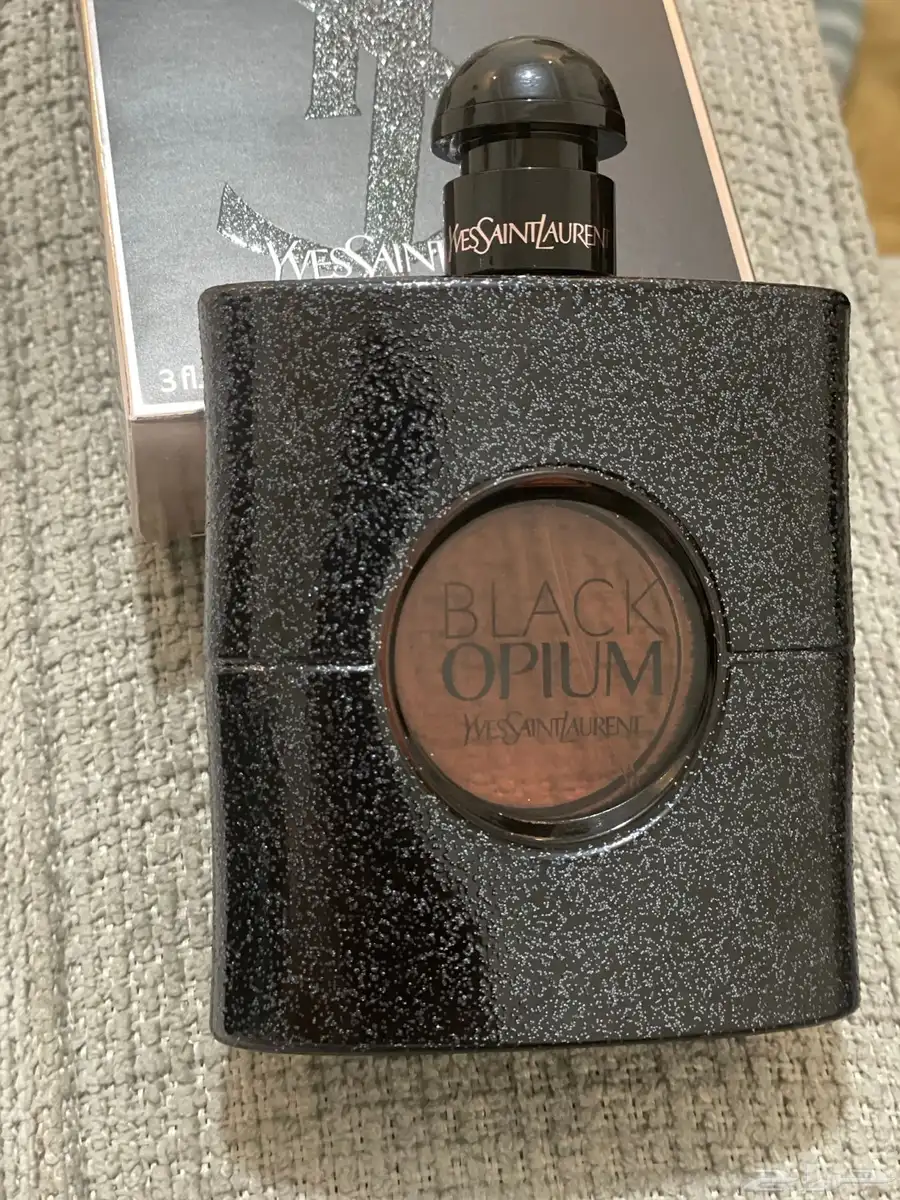 YVESSAINT
YVESSAINTLAURENT
3 fl.
BLACK
OPIUM
YVESSAINTLAURENT